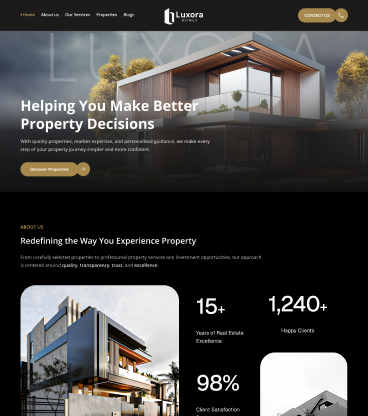 Home About us Our Services Properties Blogs
Luxora
HOMES
CONTACT US
LUXORA
Helping You Make Better
Property Decisions
With quality properties, market expertise, and personalised guidance, we make every
step of your property journey simpler and more confident.
Discover Properties
ABOUT US
Redefining the Way You Experience Property
From carefully selected properties to professional property services and investment opportunities, our approach
is centered around quality, transparency, trust, and excellence.
15+
Years of Real Estate
Excellence
1,240+
Happy Clients
98%
Client Satisfaction